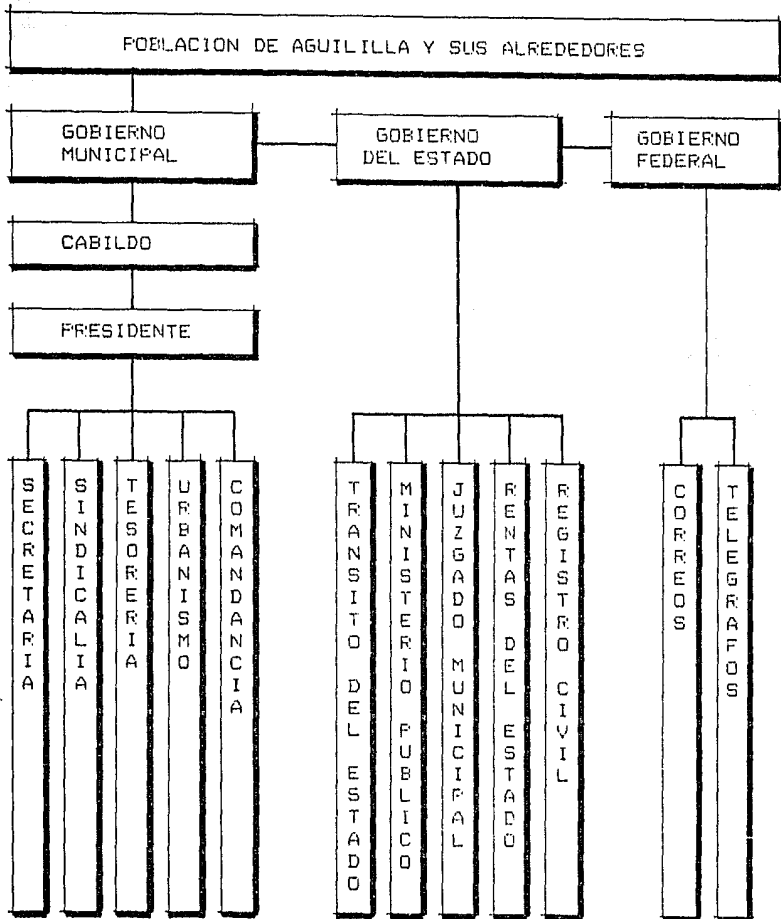 POBLACION DE AGUILILLA Y SUS ALREDEDORES
GOBIERNO
MUNICIPAL
GOBIERNO
DEL ESTADO
GOBIERNO
FEDERAL
CABILDO
PRESIDENTE
SECRETARIA
SINDICALIA
TESORERIA
URBANISMO
COMANDANCIA
TRANSITO DEL ESTADO
MINISTERIO PUBLICO
JUZGADO MUNICIPAL
RENTAS DEL ESTADO
REGISTRO CIVIL
CORREOS
TELEGRAFOS